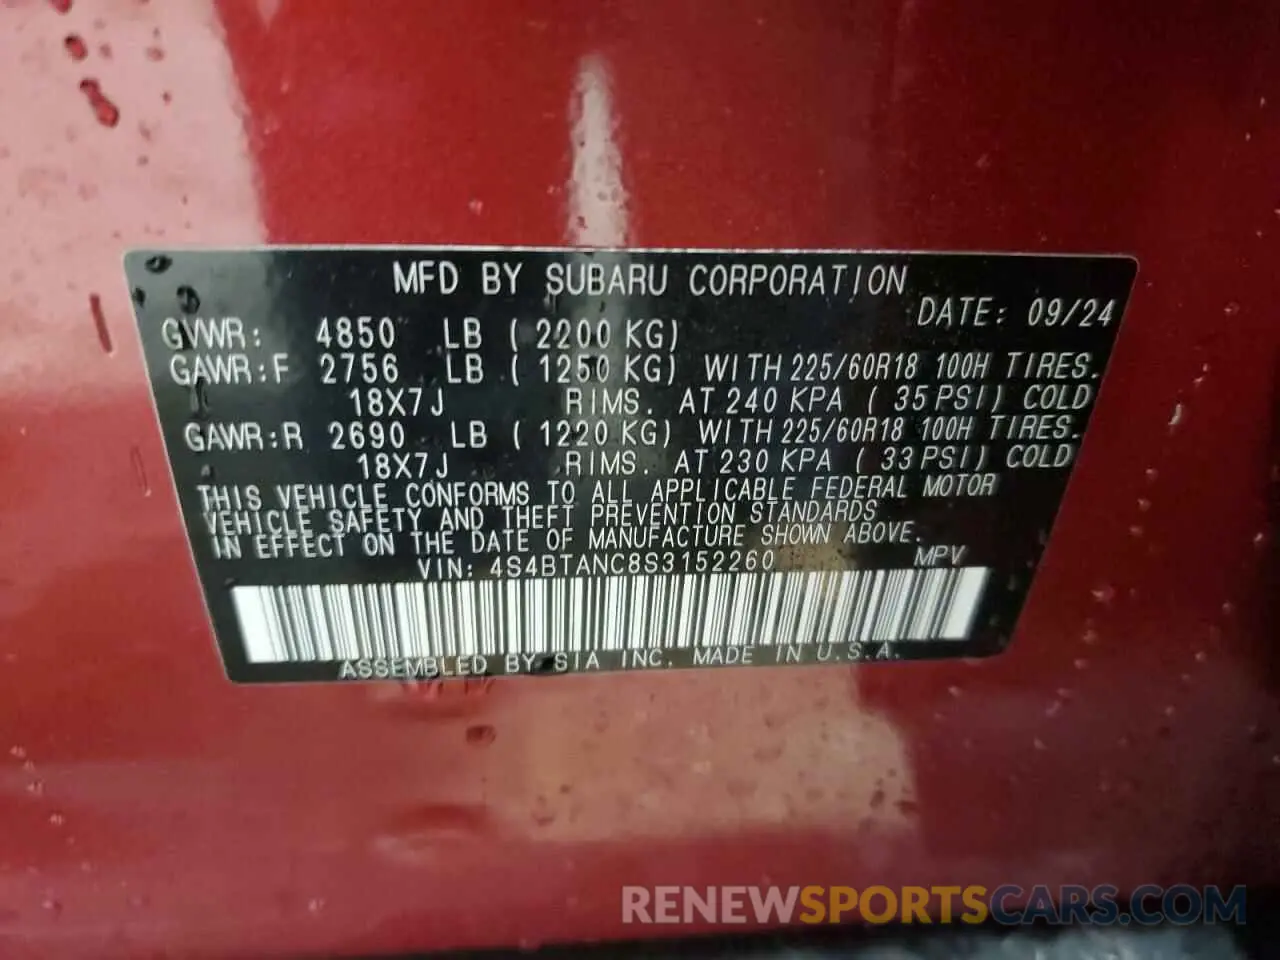 MFD BY SUBARU CORPORATION
DATE: 09/24
GVWR: 4850 LB ( 2200 KG)
GAWR:F 2756 LB ( 1250 KG) WITH 225/60R18 100H TIRES.
18X7J RIMS. AT 240 KPA ( 35 PSI) COLD
GAWR:R 2690 LB ( 1220 KG) WITH 225/60R18 100H TIRES.
18X7J RIMS. AT 230 KPA ( 33 PSI) COLD
THIS VEHICLE CONFORMS TO ALL APPLICABLE FEDERAL MOTOR
VEHICLE SAFETY AND THEFT PREVENTION STANDARDS
IN EFFECT ON THE DATE OF MANUFACTURE SHOWN ABOVE.
VIN: 4S4BTANC8S3152260 MPV
ASSEMBLED BY SIA INC. MADE IN U.S.A.
RENEWSPORTSCARS.COM